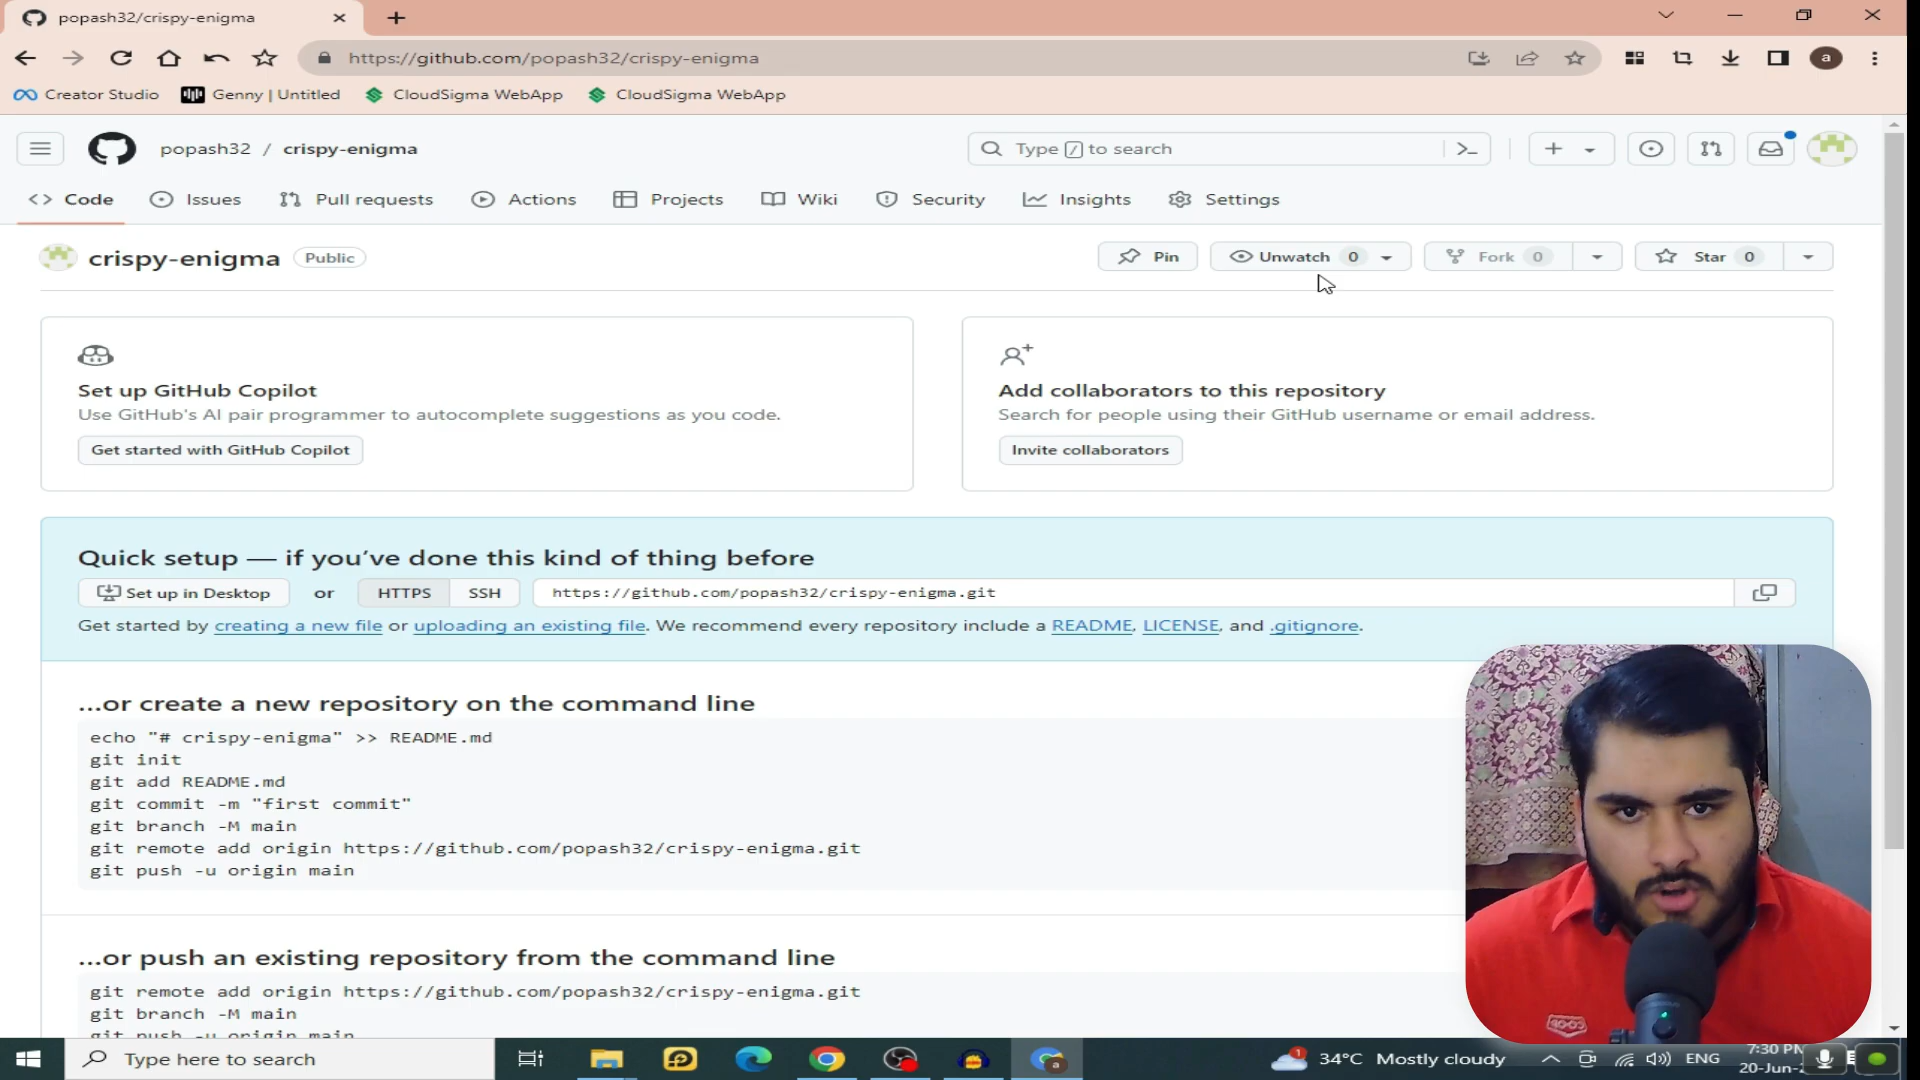 popash32/crispy-enigma
https://github.com/popash32/crispy-enigma
a
Creator Studio Genny | Untitled CloudSigma WebApp CloudSigma WebApp
popash32 / crispy-enigma Type / to search
Code Issues Pull requests Actions Projects Wiki Security Insights Settings
crispy-enigma Public Pin Unwatch 0 Fork 0 Star 0
Set up GitHub Copilot
Use GitHub's AI pair programmer to autocomplete suggestions as you code.
Get started with GitHub Copilot
Add collaborators to this repository
Search for people using their GitHub username or email address.
Invite collaborators
Quick setup — if you've done this kind of thing before
Set up in Desktop or HTTPS SSH https://github.com/popash32/crispy-enigma.git
Get started by creating a new file or uploading an existing file. We recommend every repository include a README, LICENSE, and .gitignore.
...or create a new repository on the command line
echo "# crispy-enigma" >> README.md
git init
git add README.md
git commit -m "first commit"
git branch -M main
git remote add origin https://github.com/popash32/crispy-enigma.git
git push -u origin main
...or push an existing repository from the command line
git remote add origin https://github.com/popash32/crispy-enigma.git
git branch -M main
git push -u origin main
Type here to search
1 34°C Mostly cloudy ENG
7:30 PM
20-Jun-